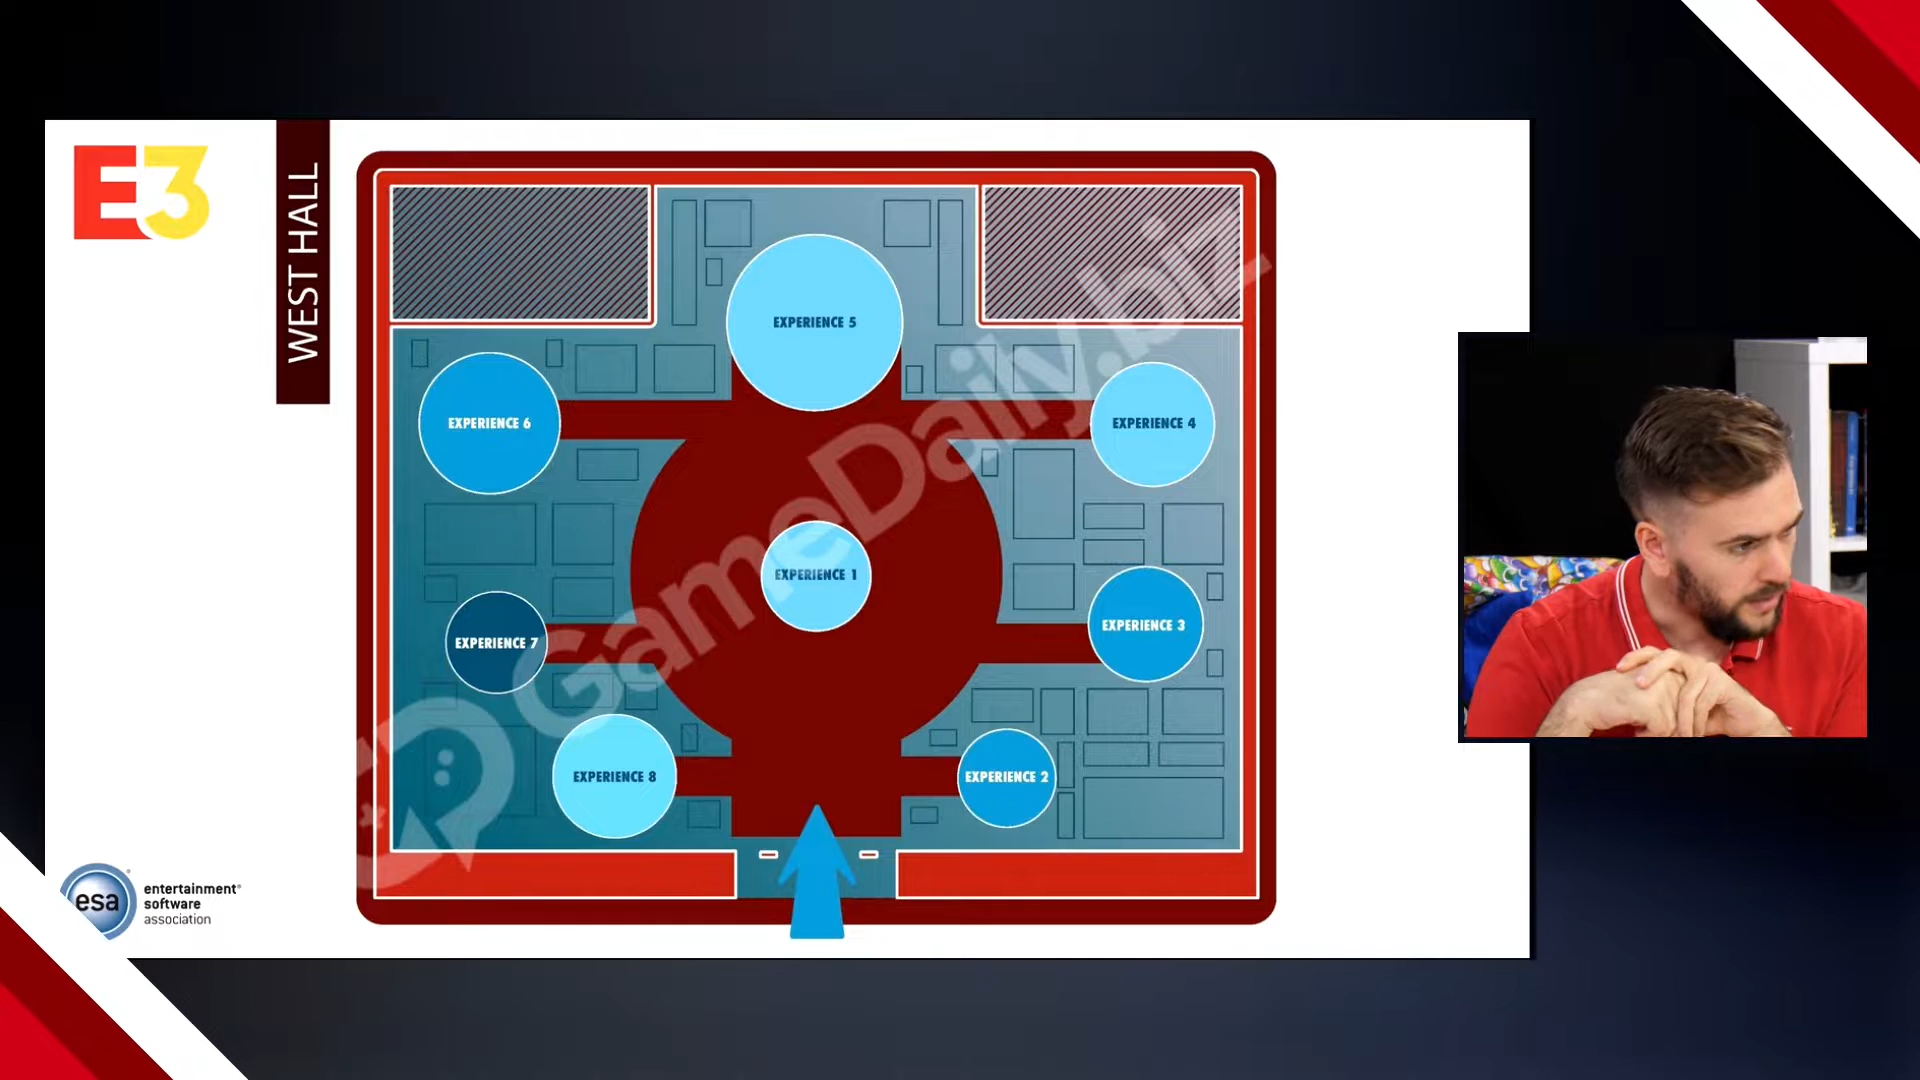 E3
WEST HALL
EXPERIENCE 5
EXPERIENCE 6
EXPERIENCE 4
EXPERIENCE 1
EXPERIENCE 3
EXPERIENCE 7
EXPERIENCE 8
EXPERIENCE 2
GameDaily.biz
esa
entertainment®
software
association